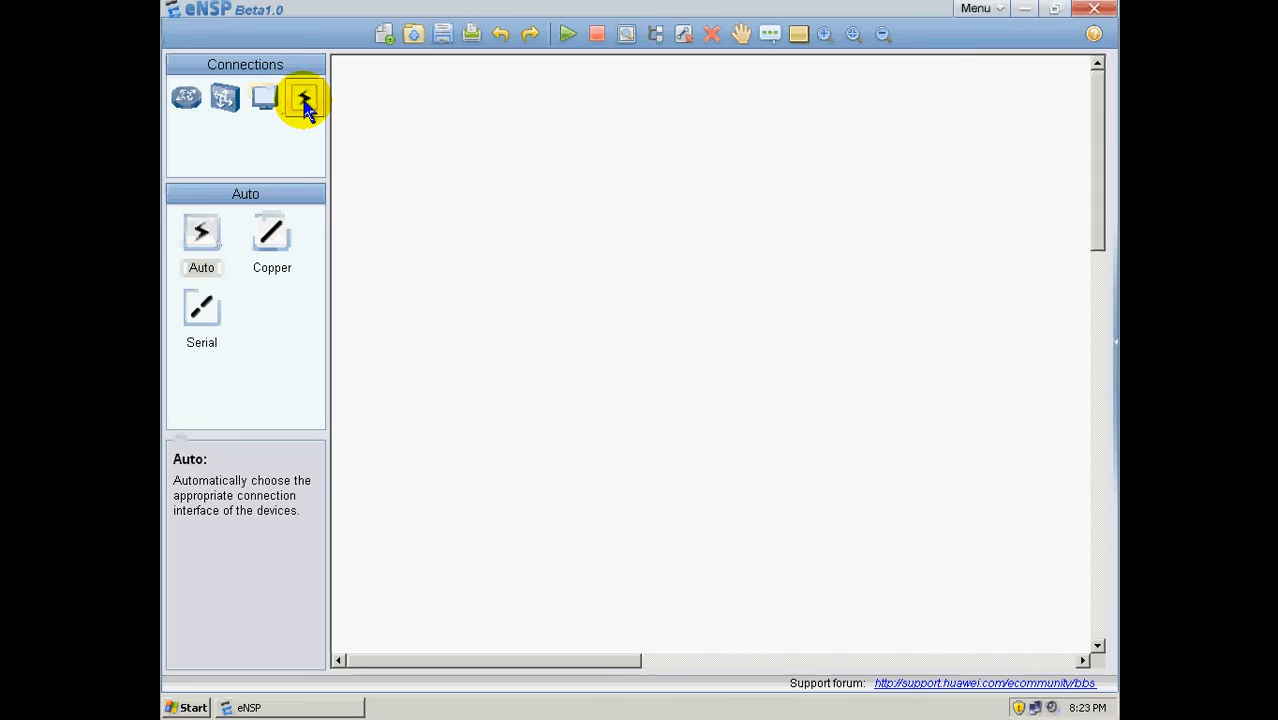 eNSP Beta1.0
Menu
Connections
Auto
Auto
Copper
Serial
Auto:
Automatically choose the
appropriate connection
interface of the devices.
Support forum: http://support.huawei.com/ecommunity/bbs
Start
eNSP
8:23 PM